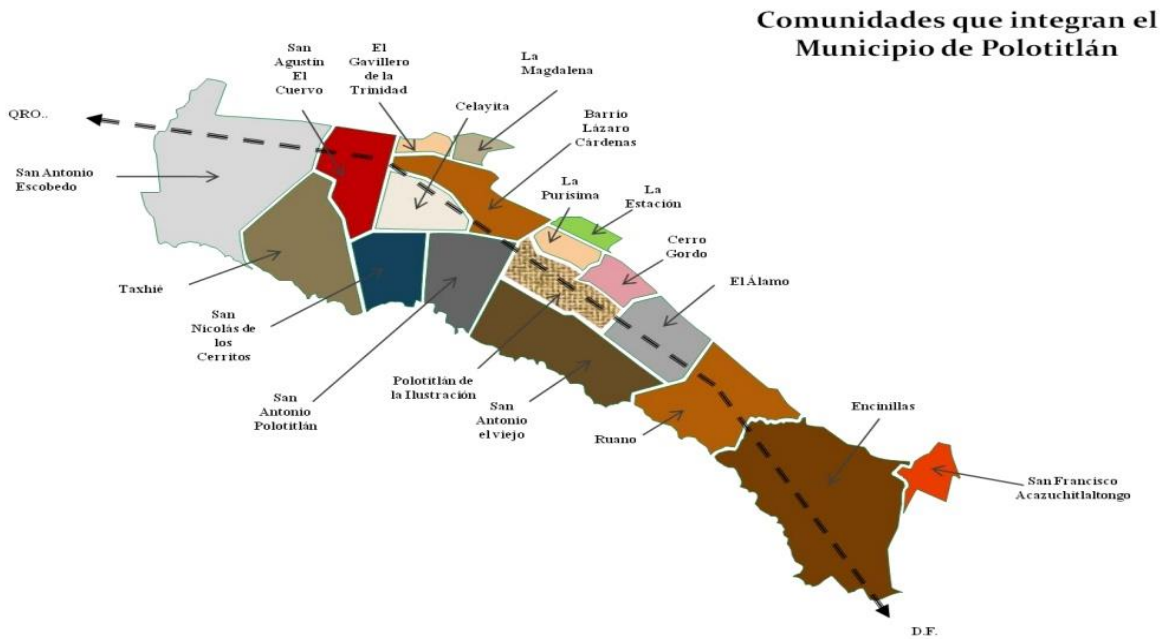 Comunidades que integran el
Municipio de Polotitlán
San
Agustín
El
Cuervo
El
Gavillero
de la
Trinidad
La
Magdalena
Celayita
Barrio
Lázaro
Cárdenas
QRO..
San Antonio
Escobedo
La
Purísima
La
Estación
Cerro
Gordo
El Álamo
Taxhié
San
Nicolás de
los
Cerritos
San
Antonio
Polotitlán
Polotitlán de
la Ilustración
San
Antonio
el viejo
Ruano
Encinillas
San Francisco
Acazuchitlaltongo
D.F.